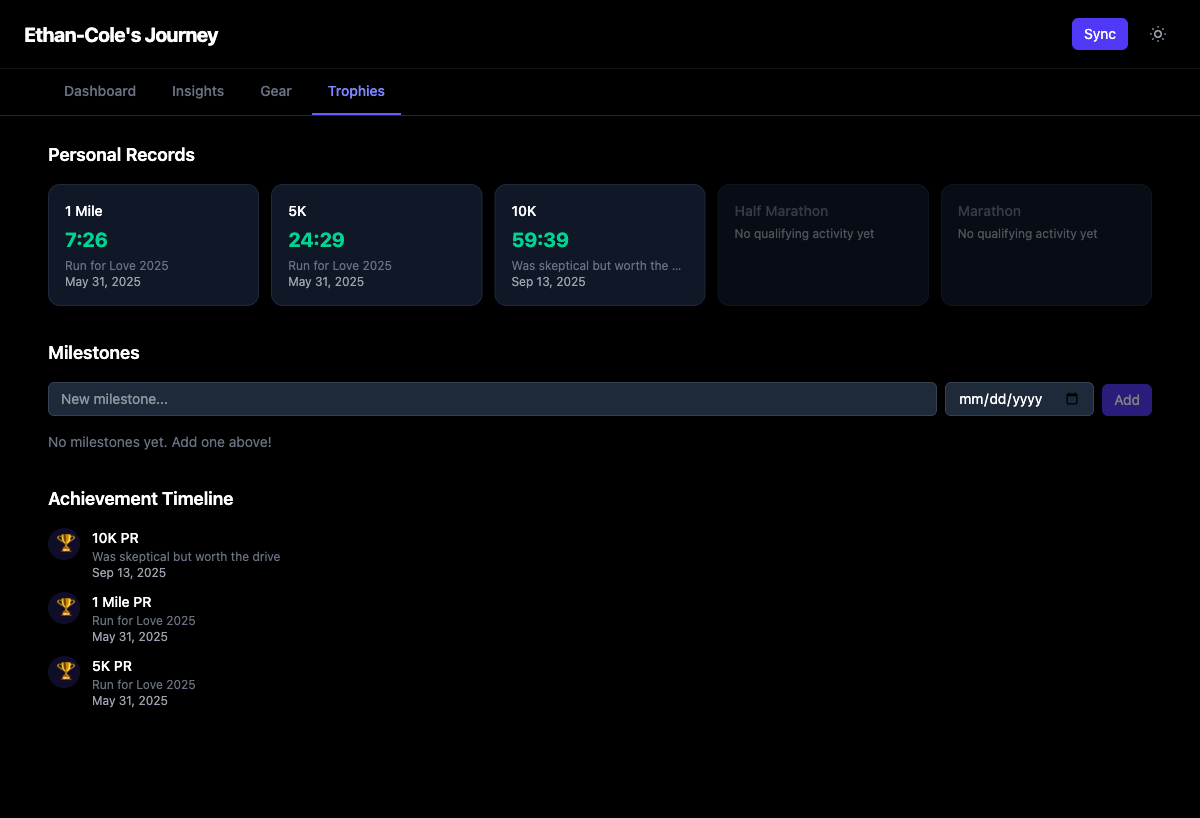 Ethan-Cole's Journey
Sync
Dashboard
Insights
Gear
Trophies
Personal Records
1 Mile
7:26
Run for Love 2025
May 31, 2025
5K
24:29
Run for Love 2025
May 31, 2025
10K
59:39
Was skeptical but worth the ...
Sep 13, 2025
Half Marathon
No qualifying activity yet
Marathon
No qualifying activity yet
Milestones
New milestone...
mm/dd/yyyy
Add
No milestones yet. Add one above!
Achievement Timeline
10K PR
Was skeptical but worth the drive
Sep 13, 2025
1 Mile PR
Run for Love 2025
May 31, 2025
5K PR
Run for Love 2025
May 31, 2025